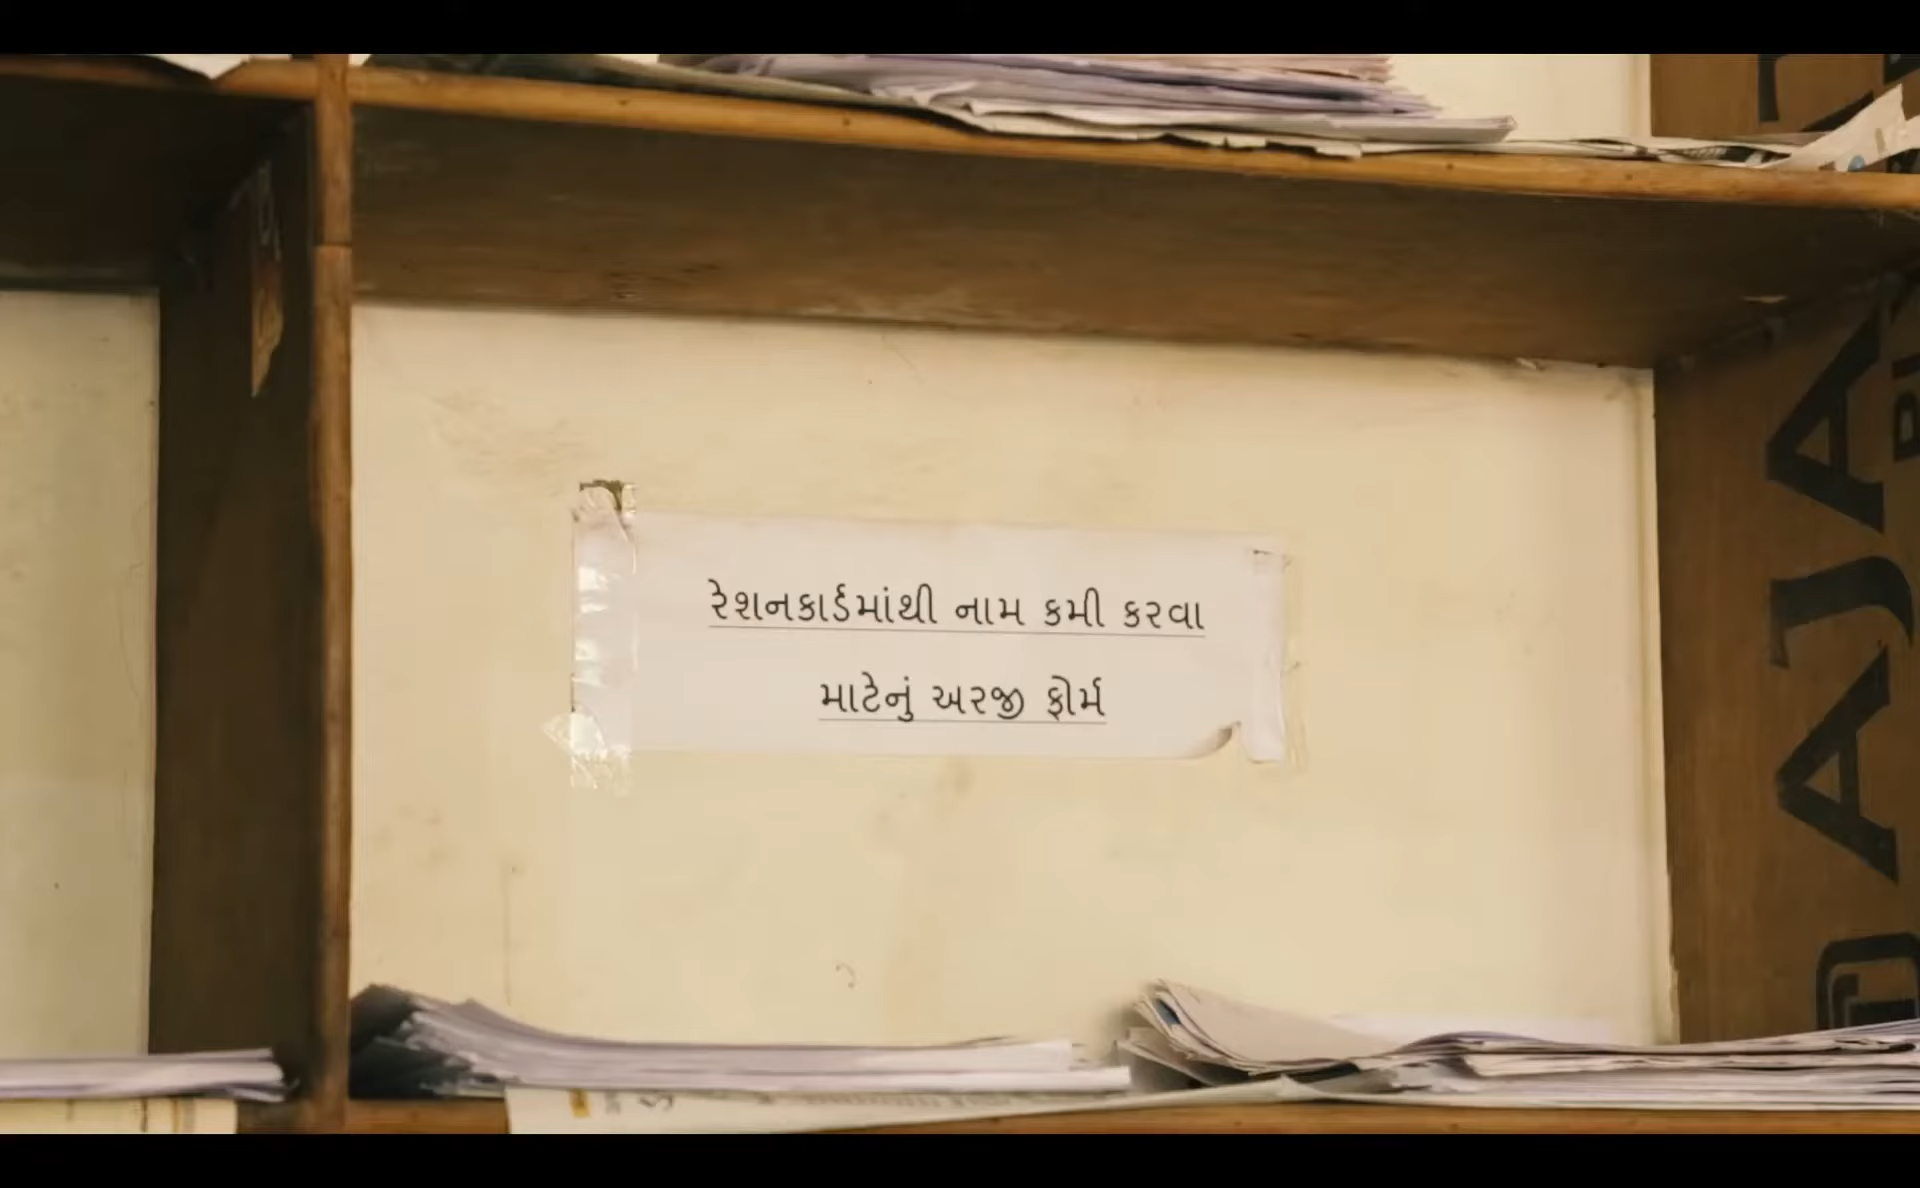 રેશનકાર્ડમાંથી નામ કમી કરવા
માટેનું અરજી ફોર્મ